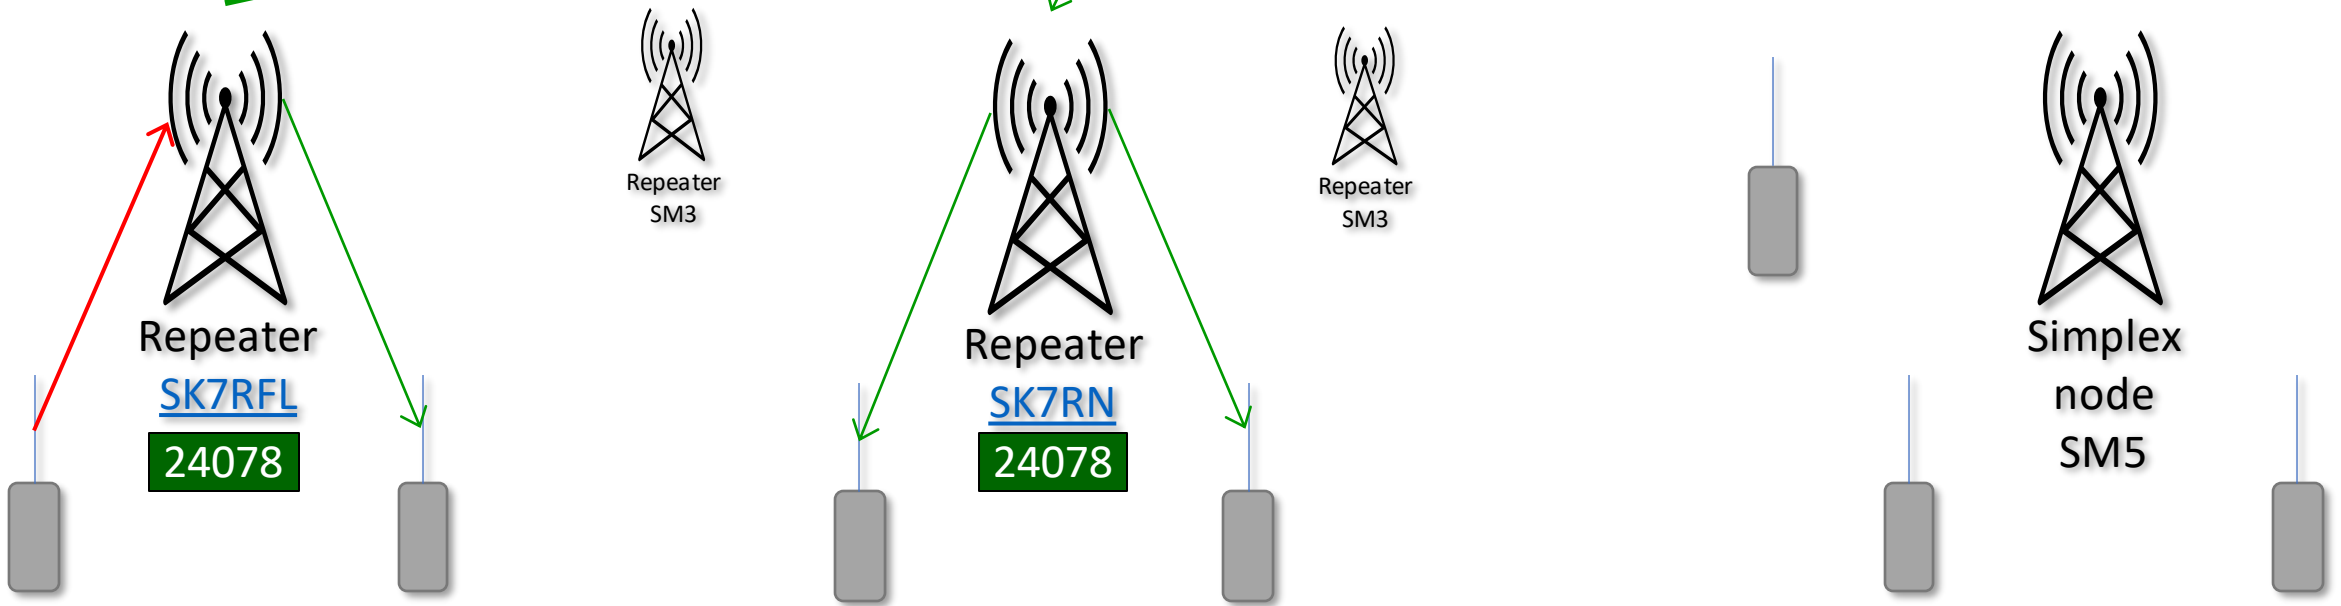 Repeater
SK7RFL
24078
Repeater
SM3
Repeater
SK7RN
24078
Repeater
SM3
Simplex
node
SM5